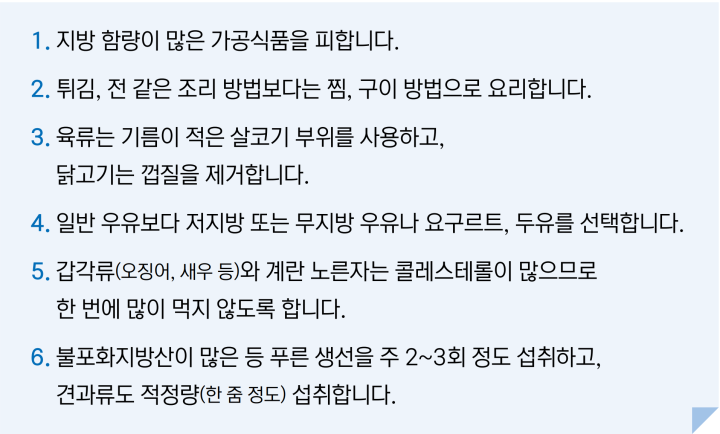 1. 지방 함량이 많은 가공식품을 피합니다.
2. 튀김, 전 같은 조리 방법보다는 찜, 구이 방법으로 요리합니다.
3. 육류는 기름이 적은 살코기 부위를 사용하고,
닭고기는 껍질을 제거합니다.
4. 일반 우유보다 저지방 또는 무지방 우유나 요구르트, 두유를 선택합니다.
5. 갑각류(오징어, 새우 등)와 계란 노른자는 콜레스테롤이 많으므로
한 번에 많이 먹지 않도록 합니다.
6. 불포화지방산이 많은 등 푸른 생선을 주 2~3회 정도 섭취하고,
견과류도 적정량(한 줌 정도) 섭취합니다.